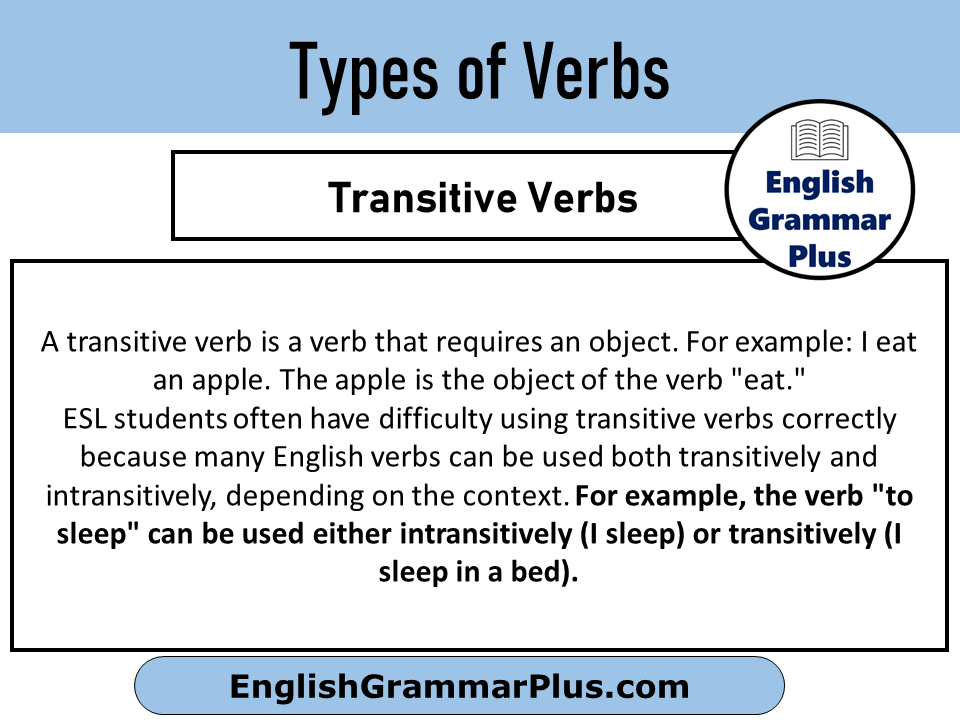 Types of Verbs
Transitive Verbs
English
Grammar
Plus
A transitive verb is a verb that requires an object. For example: I eat
an apple. The apple is the object of the verb "eat."
ESL students often have difficulty using transitive verbs correctly
because many English verbs can be used both transitively and
intransitively, depending on the context. For example, the verb "to
sleep" can be used either intransitively (I sleep) or transitively (I
sleep in a bed).
EnglishGrammarPlus.com